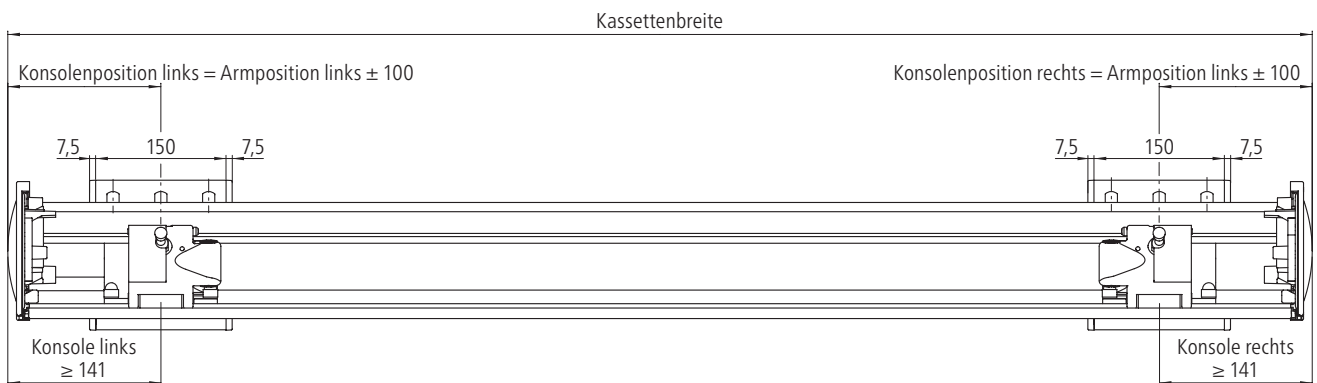 Kassettenbreite
Konsolenposition links = Armposition links ± 100
Konsolenposition rechts = Armposition links ± 100
7,5 150 7,5
7,5 150 7,5
Konsole links
≥ 141
Konsole rechts
≥ 141